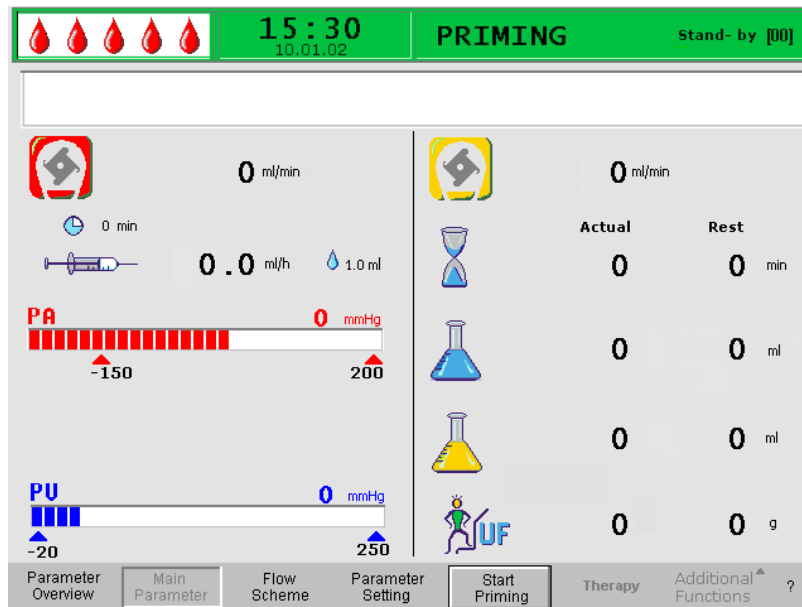 15:30
10.01.02
PRIMING
Stand- by [00]
0 ml/min
0 min
0.0 ml/h 1.0 ml
PA 0 mmHg
-150 200
PV 0 mmHg
-20 250
0 ml/min
Actual Rest
0 0 min
0 0 ml
0 0 ml
UF 0 0 g
Parameter Overview
Main Parameter
Flow Scheme
Parameter Setting
Start Priming
Therapy
Additional Functions
?